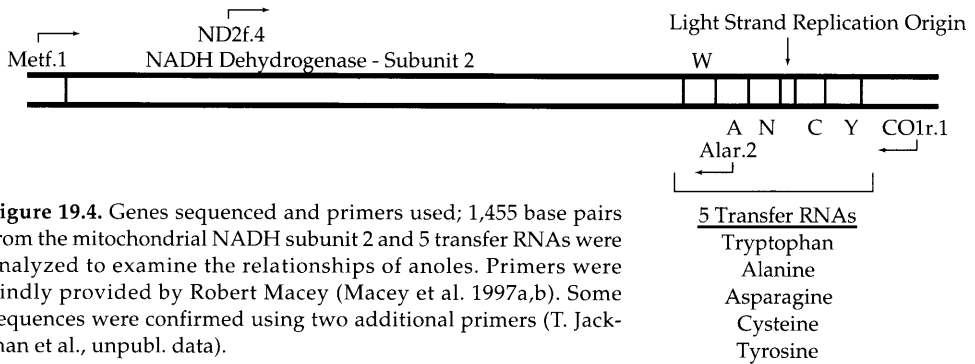 Light Strand Replication Origin
ND2f.4
Metf.1
NADH Dehydrogenase - Subunit 2
W
A N C Y CO1r.1
Alar.2
5 Transfer RNAs
Tryptophan
Alanine
Asparagine
Cysteine
Tyrosine
igure 19.4. Genes sequenced and primers used; 1,455 base pairs
rom the mitochondrial NADH subunit 2 and 5 transfer RNAs were
nalyzed to examine the relationships of anoles. Primers were
indly provided by Robert Macey (Macey et al. 1997a,b). Some
equences were confirmed using two additional primers (T. Jack-
nan et al., unpubl. data).